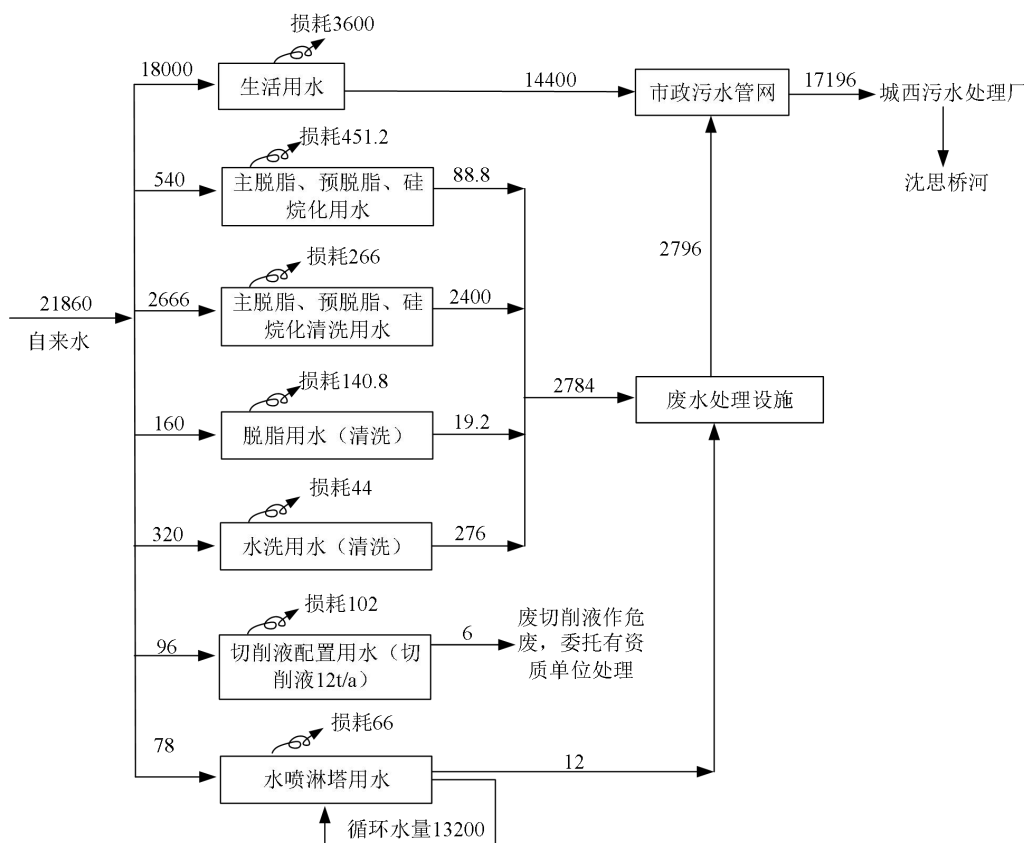 损耗3600
18000
生活用水
14400
市政污水管网
17196
城西污水处理厂
沈思桥河
损耗451.2
540
主脱脂、预脱脂、硅
烷化用水
88.8
2796
损耗266
21860
自来水
2666
主脱脂、预脱脂、硅
烷化清洗用水
2400
损耗140.8
2784
废水处理设施
160
脱脂用水（清洗）
19.2
损耗44
320
水洗用水（清洗）
276
损耗102
96
切削液配置用水（切
削液12t/a）
6
废切削液作危
废，委托有资
质单位处理
损耗66
78
水喷淋塔用水
12
循环水量13200